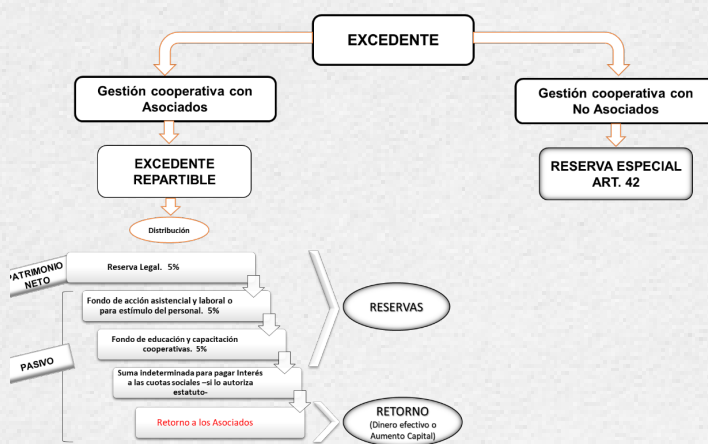 EXCEDENTE
Gestión cooperativa con
Asociados
Gestión cooperativa con
No Asociados
EXCEDENTE
REPARTIBLE
RESERVA ESPECIAL
ART. 42
Distribución
PATRIMONIO
NETO
Reserva Legal. 5%
Fondo de acción asistencial y laboral o
para estímulo del personal. 5%
RESERVAS
Fondo de educación y capacitación
cooperativas. 5%
PASIVO
Suma indeterminada para pagar Interés
a las cuotas sociales –si lo autoriza
estatuto-
Retorno a los Asociados
RETORNO
(Dinero efectivo o
Aumento Capital)